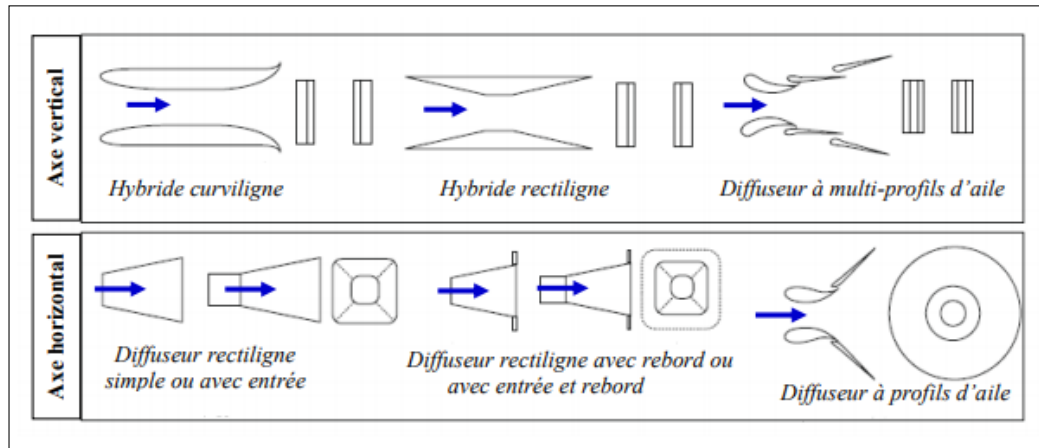 Axe vertical
Hybride curviligne
Hybride rectiligne
Diffuseur à multi-profils d'aile
Axe horizontal
Diffuseur rectiligne
simple ou avec entrée
Diffuseur rectiligne avec rebord ou
avec entrée et rebord
Diffuseur à profils d'aile